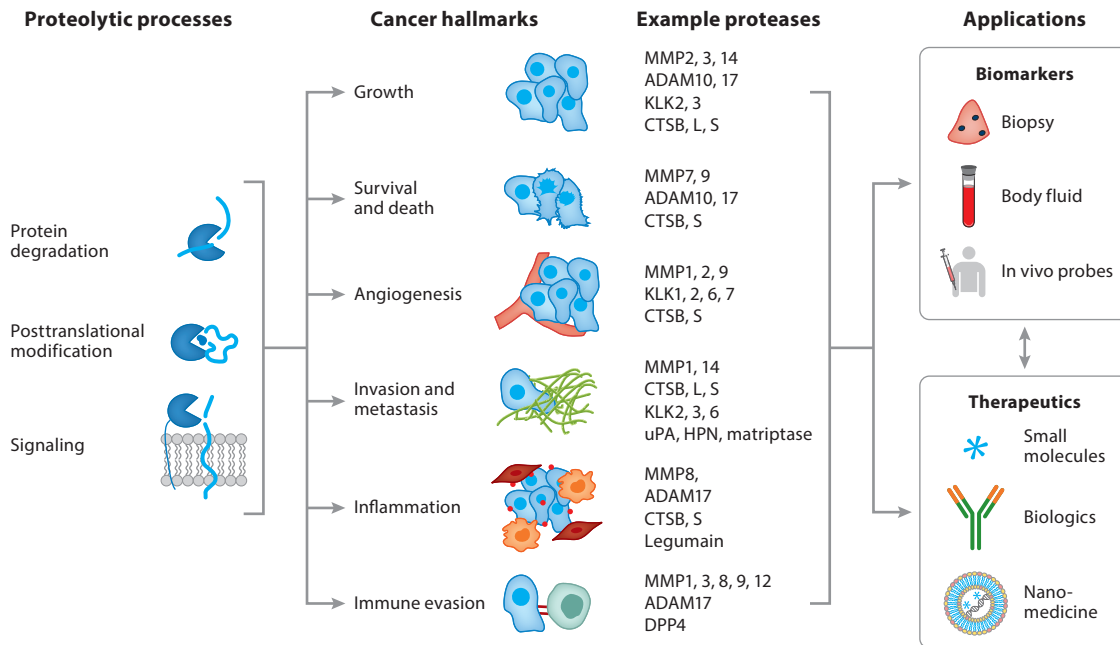 Proteolytic processes
Protein
degradation
Posttranslational
modification
Signaling
Cancer hallmarks
Growth
Survival
and death
Angiogenesis
Invasion and
metastasis
Inflammation
Immune evasion
Example proteases
MMP2, 3, 14
ADAM10, 17
KLK2, 3
CTSB, L, S
MMP7, 9
ADAM10, 17
CTSB, S
MMP1, 2, 9
KLK1, 2, 6, 7
CTSB, S
MMP1, 14
CTSB, L, S
KLK2, 3, 6
uPA, HPN, matriptase
MMP8,
ADAM17
CTSB, S
Legumain
MMP1, 3, 8, 9, 12
ADAM17
DPP4
Applications
Biomarkers
Biopsy
Body fluid
In vivo probes
Therapeutics
Small
molecules
Biologics
Nano-
medicine